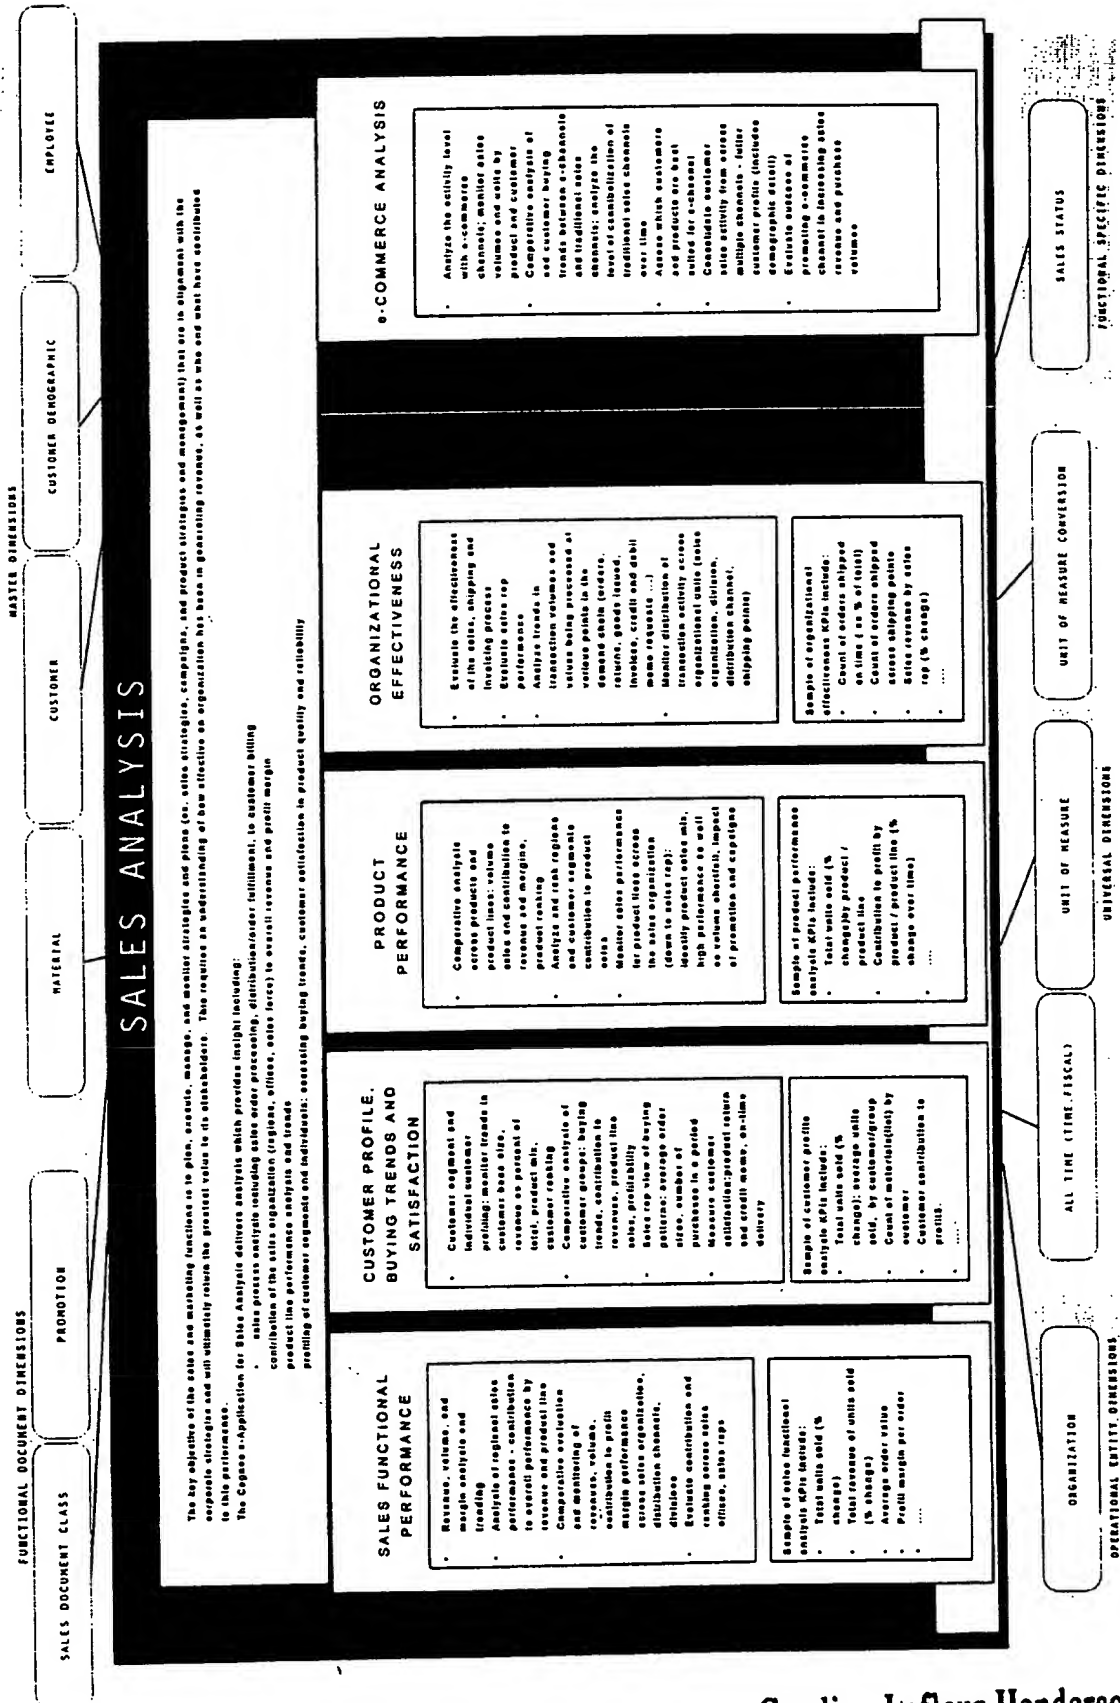 FUNCTIONAL DOCUMENT DIMENSIONS
MASTER DIMENSIONS
SALES DOCUMENT CLASS
PROMOTION
MATERIAL
CUSTOMER
CUSTOMER DEMOGRAPHIC
EMPLOYEE
SALES ANALYSIS
The key objective of the sales and marketing functions is to plan, execute, manage, and monitor strategies and plans (on, sales strategies, campaigns, and product strategies and management) that are in alignment with the
corporate strategies and will ultimately return the greatest value to its stakeholders. This requires an understanding of how effective an organization has been in generating revenue, as well as who and what have contributed
to this performance.
The Cognos e-Application for Sales Analysis delivers analysis which provides insight including:
• sales process analysis including sales order processing, distribution/order fulfillment, to customer billing
contribution of the sales organization (regions, offices, sales force) to overall revenue and profit margin
product line performance analysis and trends
profiling of customer segments and individuals: assessing buying trends, customer satisfaction in product quality and reliability
SALES FUNCTIONAL
PERFORMANCE
• Revenue, volume, and
margin analysis and
trending
• Analysis of regional sales
performance - contribution
to overall performance by
revenue and product line
• Comparative evaluation
and monitoring of
revenues, volume,
contribution to profit
margin performance
across sales organization,
distribution channels,
division
• Evaluate contribution and
ranking across sales
offices, sales reps
Sample of sales functional
analysis KPIs include:
• Total units sold (%
change)
• Total revenue of units sold
(% change)
• Average order value
• Profit margin per order
....
CUSTOMER PROFILE,
BUYING TRENDS AND
SATISFACTION
• Customer segment and
individual customer
profiling: monitor trends in
customer base size,
revenue as percent of
total, product mix,
customer ranking
• Comparative analysis of
customer groups: buying
trends, contribution to
revenues, product line
sales, profitability
• Sales rep view of buying
patterns: average order
size, number of
purchases in a period
• Measure customer
satisfaction:product return
and credit memo, on-time
delivery
Sample of customer profile
analysis KPIs include:
• Total units sold (%
change): average units
sold, by customer/group
• Count of materials(list) by
customer
• Customer contribution to
profits.
• ....
PRODUCT
PERFORMANCE
• Comparative analysis
across products and
product lines: volume
sales and contribution to
revenue and margin,
product ranking
• Analyze and rank regions
and customer segments
contribution to product
sales
• Monitor sales performance
for product lines across
the sales organization
(down to sales rep):
identify product sales mix,
high performance as well
as volume shortfall, impact
of promotion and campaigns
Sample of product performance
analysis KPIs include:
• Total units sold (%
change)by product /
product line
• Contribution to profit by
product / product line (%
change over time)
• ....
ORGANIZATIONAL
EFFECTIVENESS
• Evaluate the effectiveness
of the sales, shipping and
invoicing process
• Evaluate sales rep
performance
• Analyze trends in
transaction volumes and
values being processed at
various points in the
demand chain (orders,
returns, goods issued,
invoices, credit and debit
memo requests ...)
• Monitor distribution of
transaction activity across
organizational units (sales
organization, division,
distribution channel,
shipping points)
Sample of organizational
effectiveness KPIs include:
• Count of orders shipped
on time (as % of total)
• Count of orders shipped
across shipping points
• Sales revenue by sales
rep (% change)
....
e-COMMERCE ANALYSIS
• Analyze the activity level
with e-commerce
channels; monitor sales
volumes and units by
product and customer
• Comparative analysis of
and customer buying
trends between e-channels
and traditional sales
channels; analyze the
level of cannibalization of
traditional sales channels
over time
• Assess which customers
and products are best
suited for e-channel
• Consolidate customer
sales activity from across
multiple channels - fuller
customer profile (includes
demographic detail)
• Evaluate success of
promoting e-commerce
channel in increasing sales
revenue and purchase
volumes
ORGANIZATION
ALL TIME (TIME.FISCAL)
UNIT OF MEASURE
UNIT OF MEASURE CONVERSION
SALES STATUS
OPERATIONAL ENTITY DIMENSIONS
UNIVERSAL DIMENSIONS
FUNCTIONAL SPECIFIC DIMENSIONS